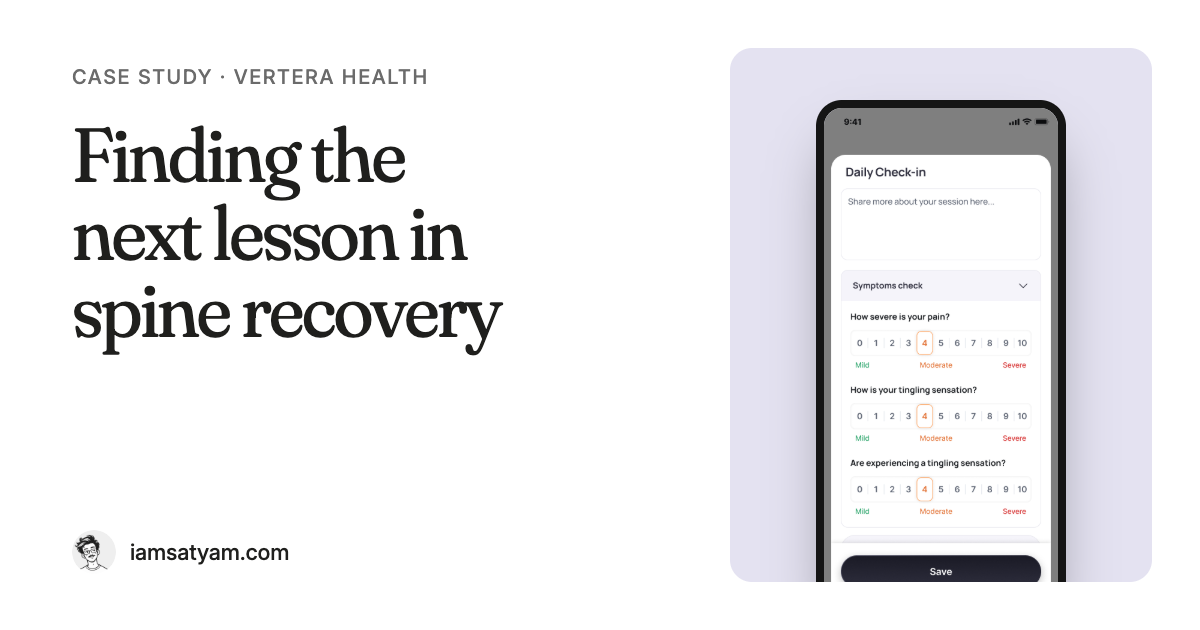 CASE STUDY · VERTERA HEALTH
Finding the
next lesson in
spine recovery
iamsatyam.com
9:41
Daily Check-in
Share more about your session here...
Symptoms check
How severe is your pain?
0 1 2 3 4 5 6 7 8 9 10
Mild Moderate Severe
How is your tingling sensation?
0 1 2 3 4 5 6 7 8 9 10
Mild Moderate Severe
Are experiencing a tingling sensation?
0 1 2 3 4 5 6 7 8 9 10
Mild Moderate Severe
Save